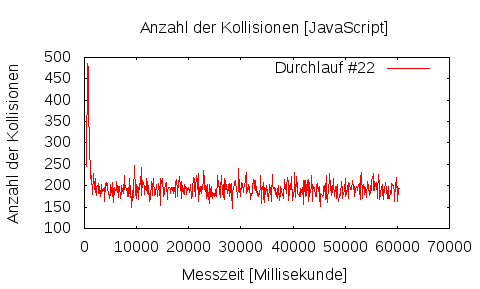 Anzahl der Kollisionen [JavaScript]
Durchlauf #22
Anzahl der Kollisionen
500
450
400
350
300
250
200
150
100
0 10000 20000 30000 40000 50000 60000 70000
Messzeit [Millisekunde]